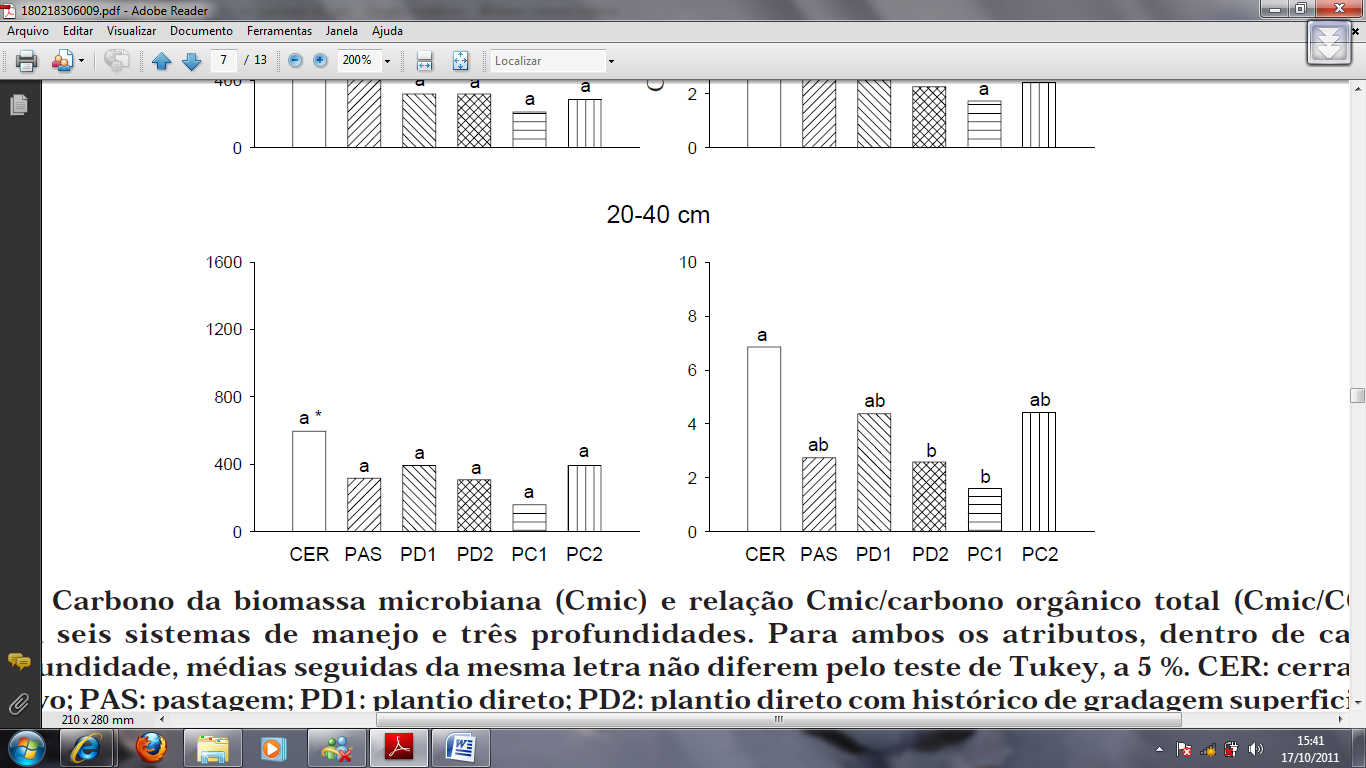 180218306009.pdf - Adobe Reader
Arquivo Editar Visualizar Documento Ferramentas Janela Ajuda
7 / 13 200% Localizar
400 a a a a
0 CER
2 a
0
20-40 cm
1600
1200
800
400
0
a * a a a a a
CER PAS PD1 PD2 PC1 PC2
10
8
6
4
2
0
a ab ab b b ab
CER PAS PD1 PD2 PC1 PC2
Carbono da biomassa microbiana (Cmic) e relação Cmic/carbono orgânico total (Cmic/CO
seis sistemas de manejo e três profundidades. Para ambos os atributos, dentro de ca
undidade, médias seguidas da mesma letra não diferem pelo teste de Tukey, a 5 %. CER: cerra
vo; PAS: pastagem; PD1: plantio direto; PD2: plantio direto com histórico de gradagem superfici
210 x 280 mm
15:41
17/10/2011